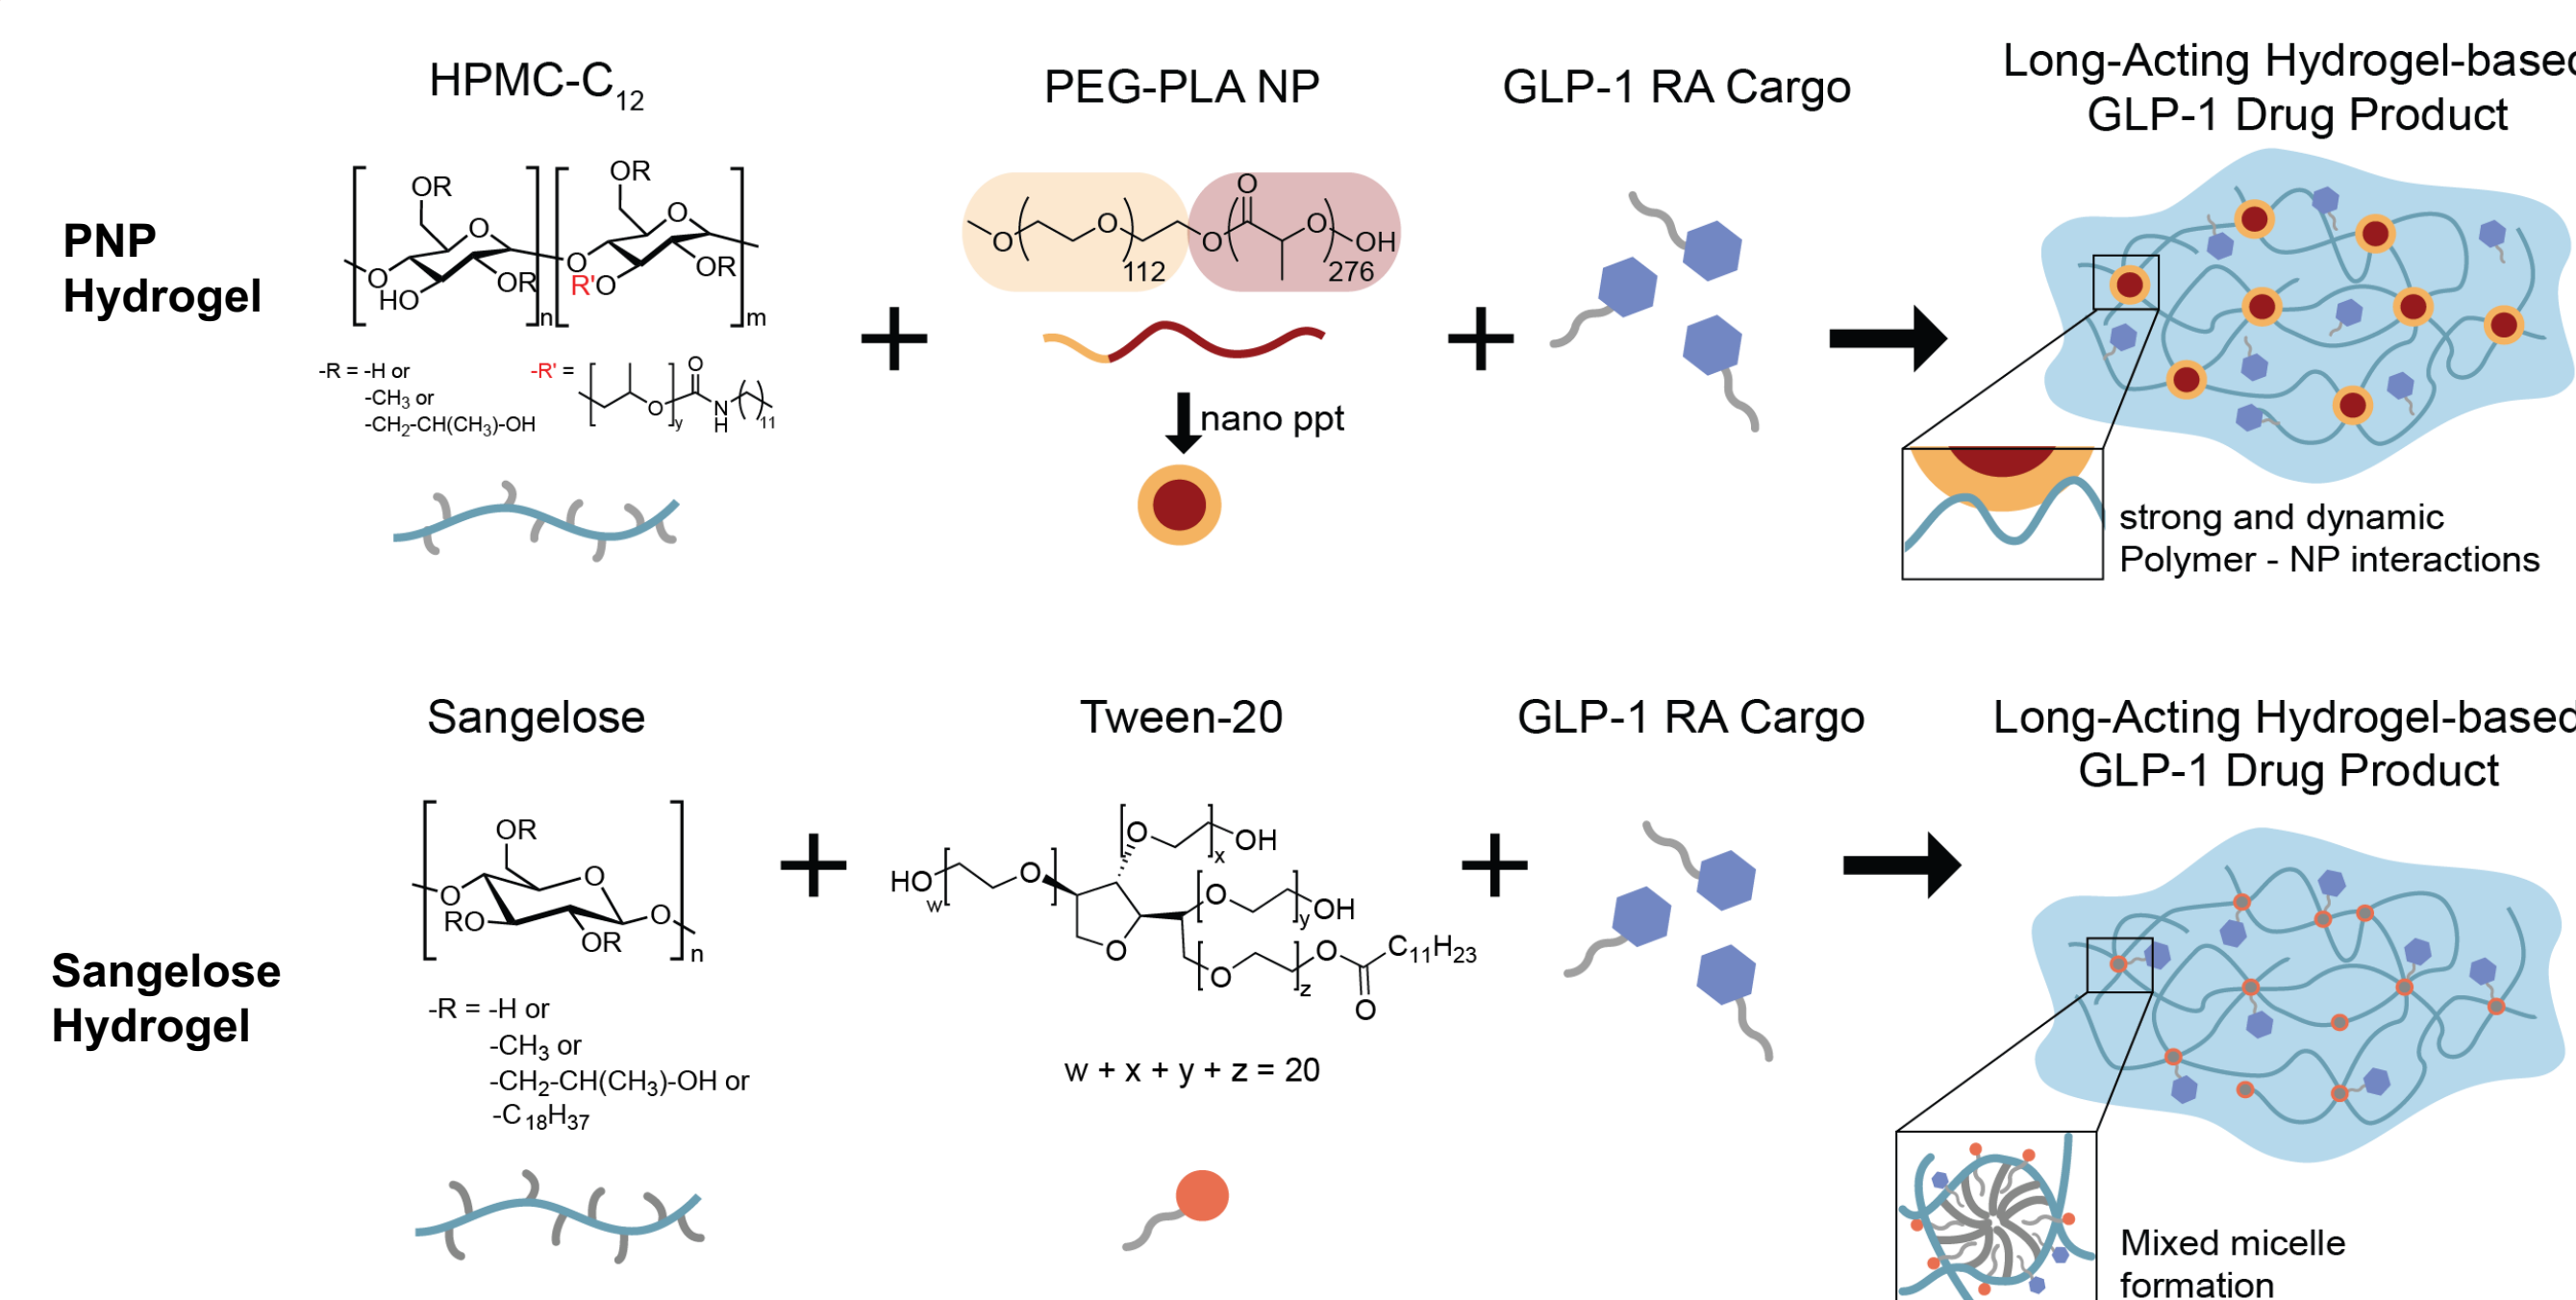 HPMC-C12
PEG-PLA NP
GLP-1 RA Cargo
Long-Acting Hydrogel-based
GLP-1 Drug Product
PNP
Hydrogel
OR
O
OR
O
HO
n
OR
O
OR
O
R'O
m
-R = -H or
-CH3 or
-CH2-CH(CH3)-OH
-R' =
O
O
N
H
y
11
O
O
112
O
O
O
OH
276
nano ppt
strong and dynamic
Polymer - NP interactions
Sangelose
Tween-20
GLP-1 RA Cargo
Long-Acting Hydrogel-based
GLP-1 Drug Product
Sangelose
Hydrogel
OR
O
O
RO
OR
O
n
-R = -H or
-CH3 or
-CH2-CH(CH3)-OH or
-C18H37
O
OH
x
HO
O
w
O
OH
y
O
O
z
O
C11H23
O
w + x + y + z = 20
Mixed micelle
formation